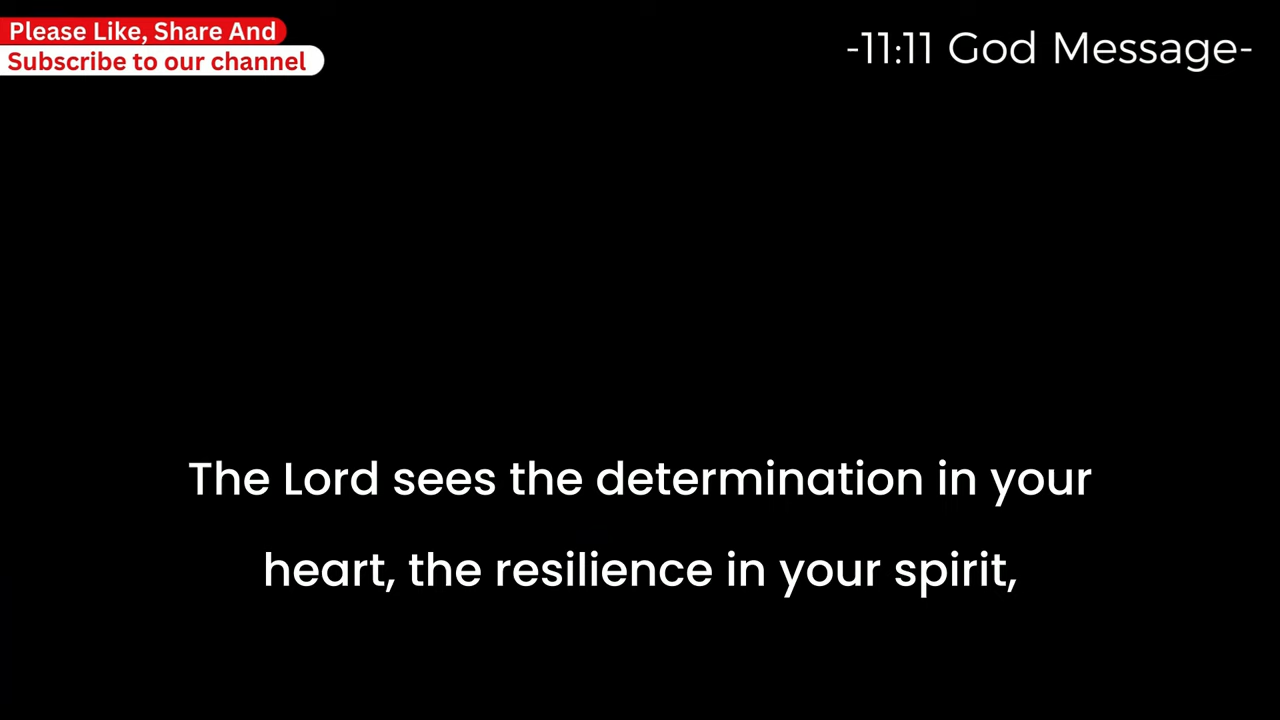 Please Like, Share And
Subscribe to our channel
-11:11 God Message-
The Lord sees the determination in your
heart, the resilience in your spirit,